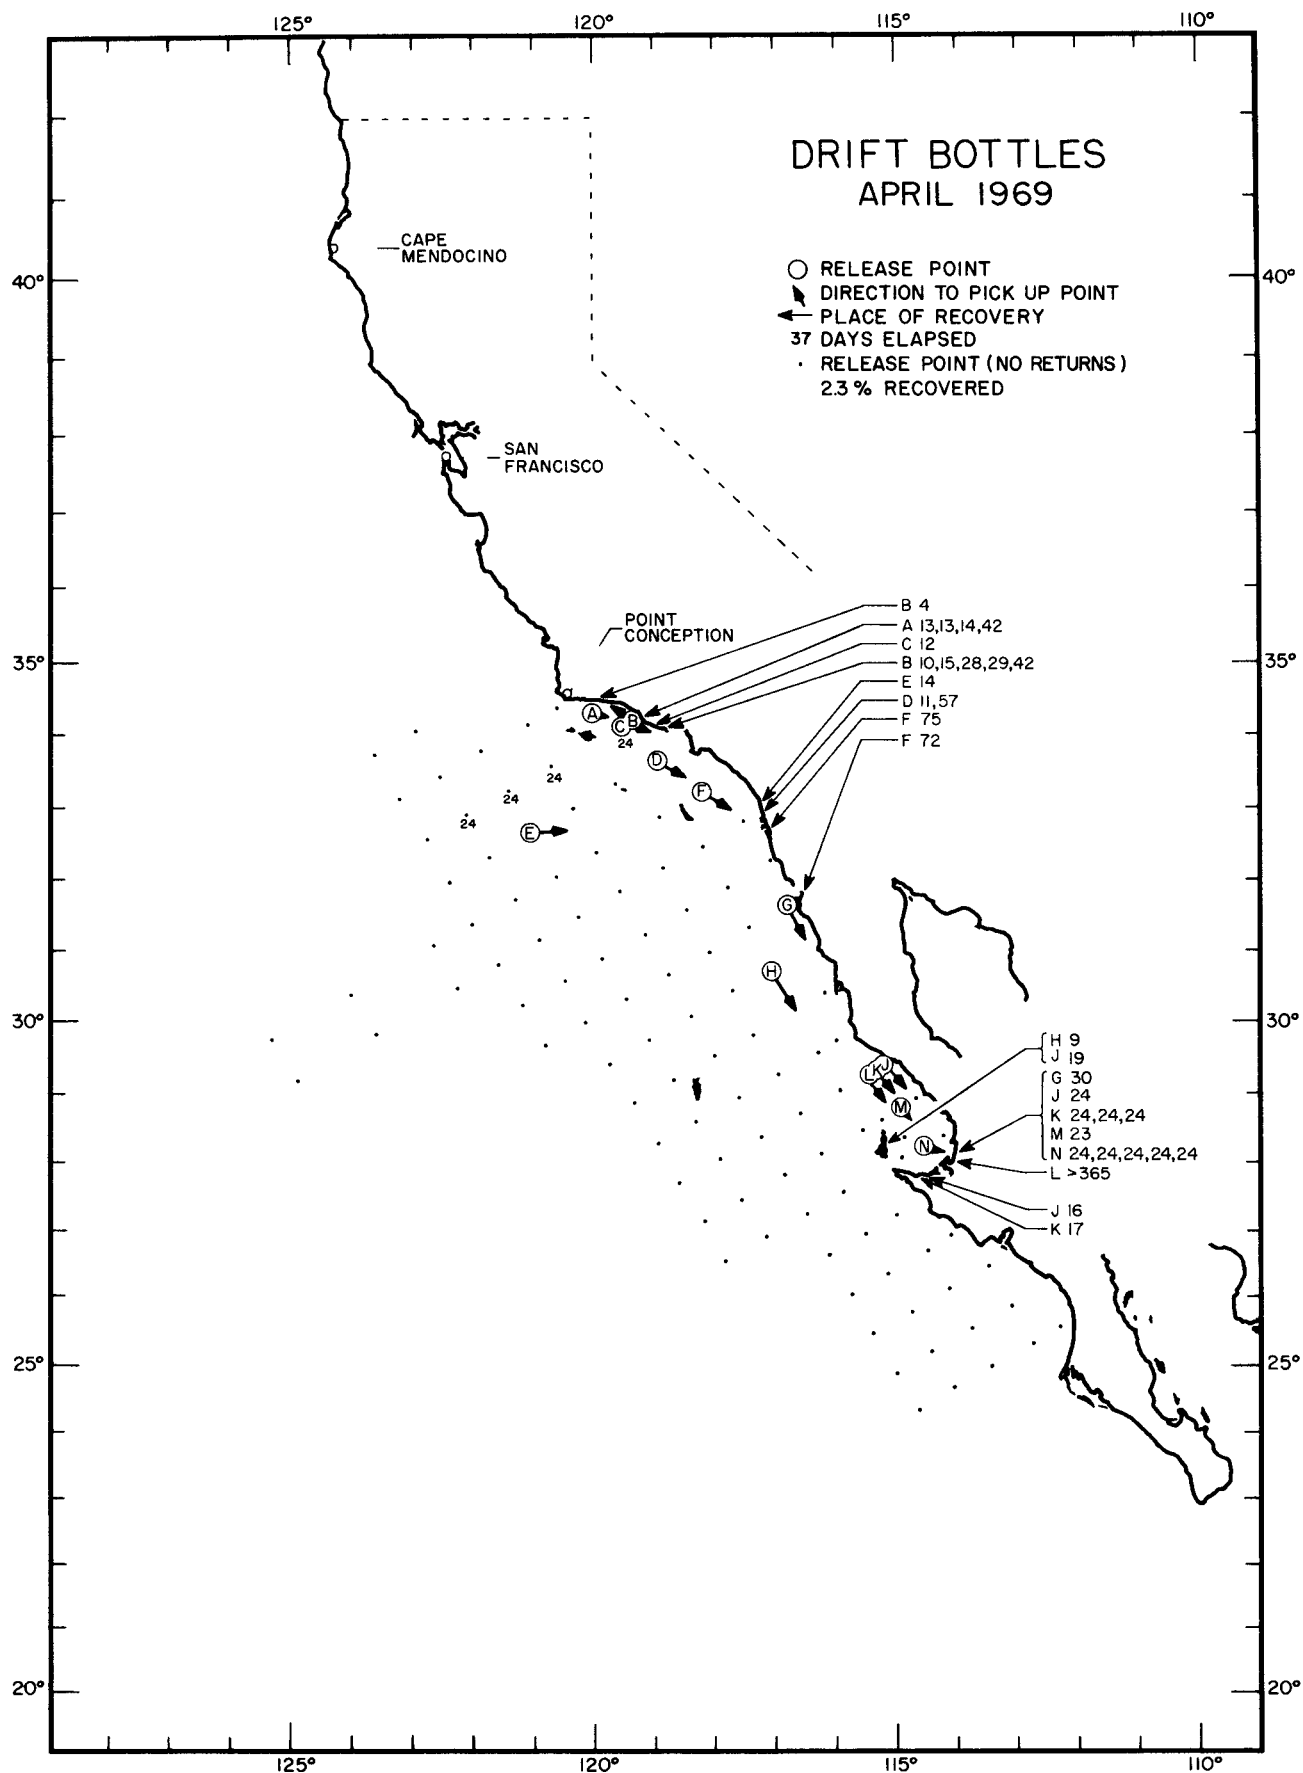 125° 120° 115° 110°
DRIFT BOTTLES
APRIL 1969
CAPE
MENDOCINO
RELEASE POINT
40° 40°
DIRECTION TO PICK UP POINT
PLACE OF RECOVERY
37 DAYS ELAPSED
RELEASE POINT (NO RETURNS)
2.3 % RECOVERED
SAN
FRANCISCO
POINT
CONCEPTION
B 4
A 13,13,14,42
C 12
35° 35°
B 10,15,28,29,42
E 14
D 11,57
F 75
F 72
A
B
C
24
D
24
F
24
24
E
G
H
30° 30°
H 9
J 19
G 30
J 24
K 24,24,24
M 23
N 24,24,24,24,24
L >365
J
K
L
M
N
J 16
K 17
25° 25°
20° 20°
125° 120° 115° 110°